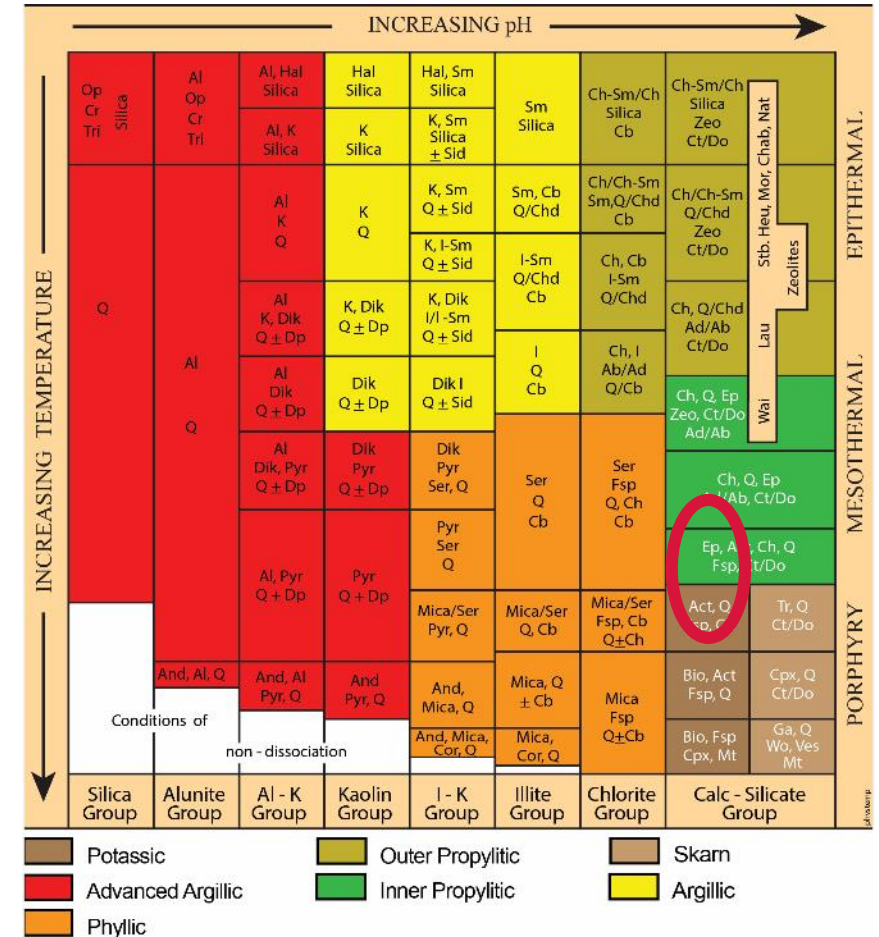 INCREASING pH
INCREASING TEMPERATURE
Op
Cr
Tri
Silica
Q
Al
Op
Cr
Tri
Al
Q
And, Al, Q
Al, Hal
Silica
Al, K
Silica
Al
K
Q
Al
K, Dik
Q ± Dp
Al
Dik
Q ± Dp
Al
Dik, Pyr
Q ± Dp
Al, Pyr
Q + Dp
And, Al
Pyr, Q
Hal
Silica
K
Silica
K
Q
K, Dik
Q ± Dp
Dik
Q ± Dp
Dik
Pyr
Q ± Dp
Pyr
Q + Dp
And
Pyr, Q
Hal, Sm
Silica
K, Sm
Silica
± Sid
K, Sm
Q ± Sid
K, I-Sm
Q ± Sid
K, Dik
I/I -Sm
Q ± Sid
Dik I
Q ± Sid
Dik
Pyr
Ser, Q
Pyr
Ser
Q
Mica/Ser
Pyr, Q
And,
Mica, Q
And, Mica,
Cor, Q
Sm
Silica
Sm, Cb
Q/Chd
I-Sm
Q/Chd
Cb
I
Q
Cb
Ser
Q
Cb
Mica/Ser
Q, Cb
Mica, Q
± Cb
Mica,
Cor, Q
Ch-Sm/Ch
Silica
Cb
Ch/Ch-Sm
Sm,Q/Chd
Cb
Ch, Cb
I-Sm
Q/Chd
Ch, I
Ab/Ad
Q/Cb
Ser
Fsp
Q, Ch
Cb
Mica/Ser
Fsp, Cb
Q±Ch
Mica
Fsp
Q±Cb
Ch-Sm/Ch
Silica
Zeo
Ct/Do
Ch/Ch-Sm
Q/Chd
Zeo
Ct/Do
Ch, Q/Chd
Ad/Ab
Ct/Do
Ch, Q, Ep
Zeo, Ct/Do
Ad/Ab
Ch, Q, Ep
Ct/Do
Ep, Ch, Q
Fsp, Ct/Do
Act, Q
Bio, Act
Fsp, Q
Bio, Fsp
Cpx, Mt
Tr, Q
Ct/Do
Cpx, Q
Ct/Do
Ga, Q
Wo, Ves
Mt
Stb. Heu, Mor, Chab, Nat
Lau
Wai
Zeolites
EPITHERMAL
MESOTHERMAL
PORPHYRY
Conditions of
non - dissociation
Silica
Group
Alunite
Group
Al - K
Group
Kaolin
Group
I - K
Group
Illite
Group
Chlorite
Group
Calc - Silicate
Group
Potassic
Outer Propylitic
Skarn
Advanced Argillic
Inner Propylitic
Argillic
Phyllic